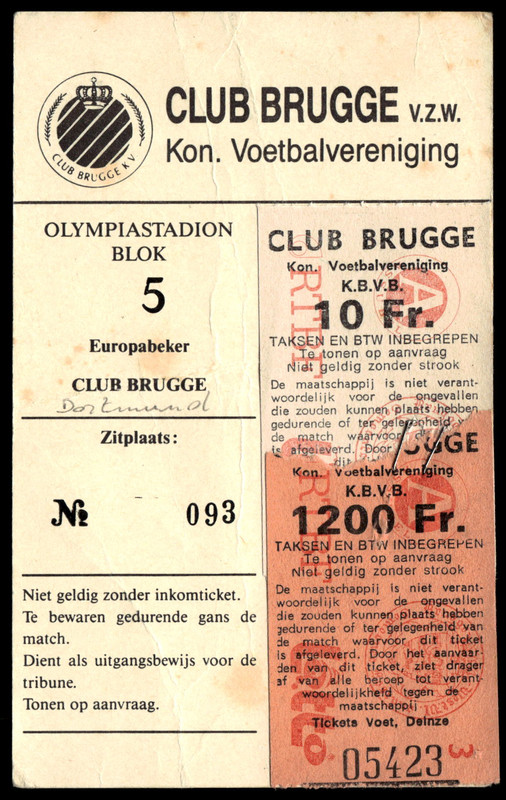 CLUB BRUGGE K V
CLUB BRUGGE V.Z.W.
Kon. Voetbalvereniging
OLYMPIASTADION
BLOK
5
Europabeker
CLUB BRUGGE
Dortmund
Zitplaats:
№ 093
Niet geldig zonder inkomticket.
Te bewaren gedurende gans de
match.
Dient als uitgangsbewijs voor de
tribune.
Tonen op aanvraag.
CLUB BRUGGE
Kon. Voetbalvereniging
K.B.V.B.
10 Fr.
TAKSEN EN BTW INBEGREPEN
Te tonen op aanvraag
Niet geldig zonder strook
De maatschappij is niet verant-
woordelijk voor de ongevallen
die zouden kunnen plaats hebben
gedurende of ter gelegenheid
de match waarvoor
is afgeleverd. Door
dit
UGGE
Kon. Voetbalvereniging
K.B.V.B.
1200 Fr.
TAKSEN EN BTW INBEGREPEN
Te tonen op aanvraag
Niet geldig zonder strook
De maatschappij is niet verant-
woordelijk voor de ongevallen
die zouden kunnen plaats hebben
gedurende of ter gelegenheid van
de match waarvoor dit ticket
is afgeleverd. Door het aanvaar-
den van dit ticket, ziet drager
af van alle beroep tot verant-
woordelijkheid tegen de
maatschappij
Tickets Voet, Deinze
05423
3